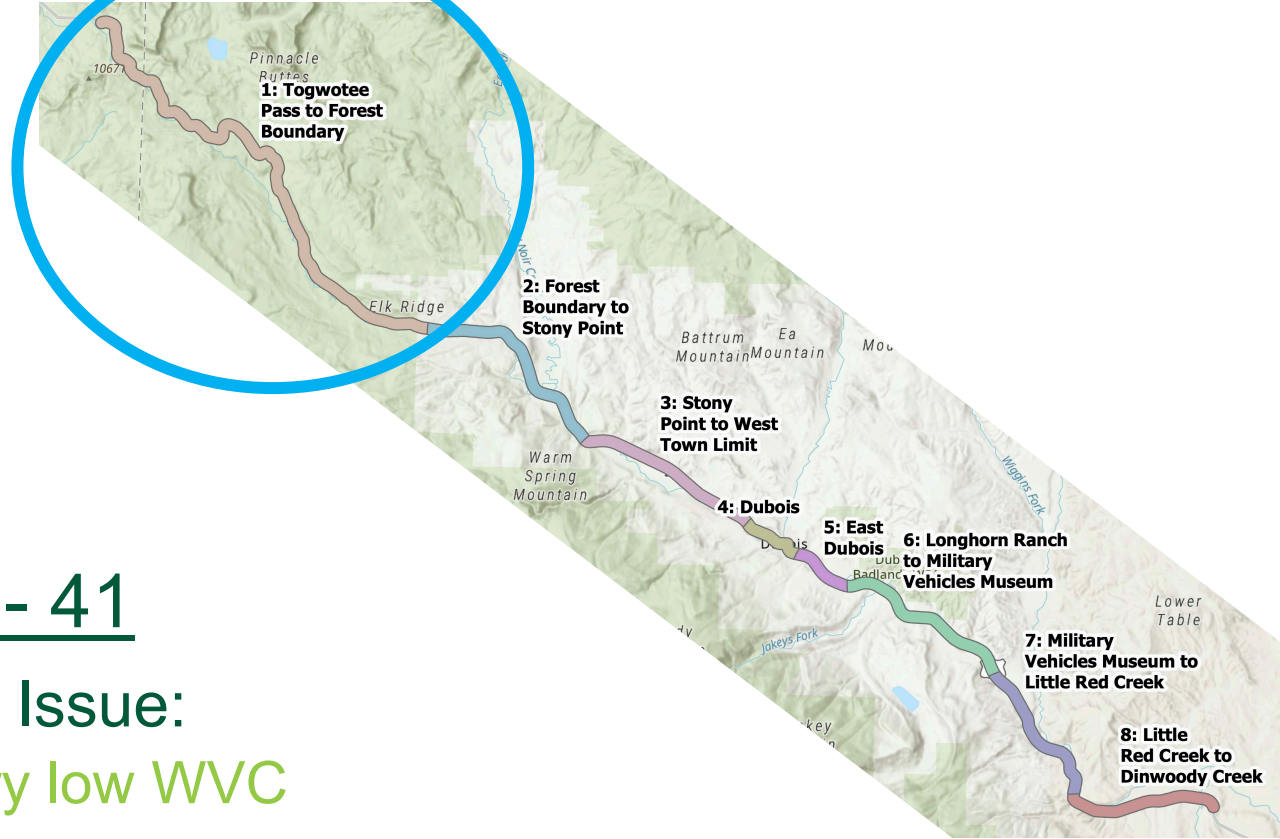 Pinnacle
Buttes
1: Togwotee
Pass to Forest
Boundary
Elk Ridge
2: Forest
Boundary to
Stony Point
Battrum
Mountain
Ea
Mountain
3: Stony
Point to West
Town Limit
Warm
Spring
Mountain
Wiggins Fork
4: Dubois
5: East
Dubois
6: Longhorn Ranch
to Military
Vehicles Museum
Badland
Jakeys Fork
Lower
Table
- 41
7: Military
Vehicles Museum to
Little Red Creek
Issue:
8: Little
Red Creek to
Dinwoody Creek
low WVC